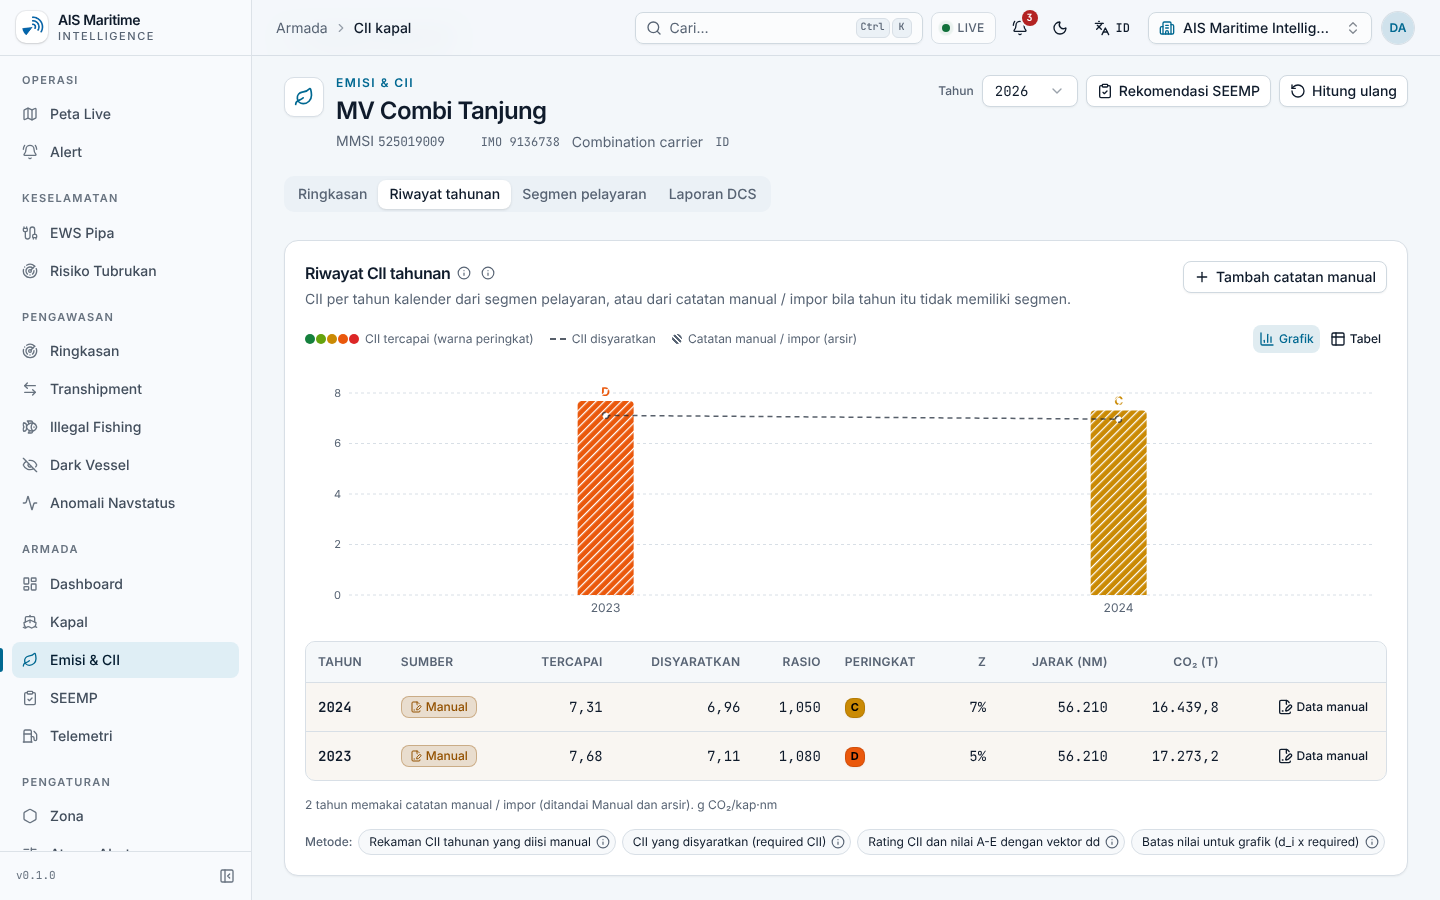 AIS Maritime
INTELLIGENCE
Armada > CII kapal
Cari...
Ctrl K
LIVE
3
ID
AIS Maritime Intellig...
DA
OPERASI
Peta Live
Alert
KESELAMATAN
EWS Pipa
Risiko Tubrukan
PENGAWASAN
Ringkasan
Transhipment
Illegal Fishing
Dark Vessel
Anomali Navstatus
ARMADA
Dashboard
Kapal
Emisi & CII
SEEMP
Telemetri
PENGATURAN
Zona
v0.1.0
EMISI & CII
MV Combi Tanjung
MMSI 525019009 IMO 9136738 Combination carrier ID
Tahun 2026
Rekomendasi SEEMP
Hitung ulang
Ringkasan Riwayat tahunan Segmen pelayaran Laporan DCS
Riwayat CII tahunan
CII per tahun kalender dari segmen pelayaran, atau dari catatan manual / impor bila tahun itu tidak memiliki segmen.
Tambah catatan manual
CII tercapai (warna peringkat) CII disyaratkan Catatan manual / impor (arsir)
Grafik Tabel
8
6
4
2
0
D
C
2023 2024
TAHUN SUMBER TERCAPAI DISYARATKAN RASIO PERINGKAT Z JARAK (NM) CO₂ (T)
2024 Manual 7,31 6,96 1,050 C 7% 56.210 16.439,8 Data manual
2023 Manual 7,68 7,11 1,080 D 5% 56.210 17.273,2 Data manual
2 tahun memakai catatan manual / impor (ditandai Manual dan arsir). g CO₂/kap·nm
Metode: Rekaman CII tahunan yang diisi manual CII yang disyaratkan (required CII) Rating CII dan nilai A-E dengan vektor dd Batas nilai untuk grafik (d_i x required)